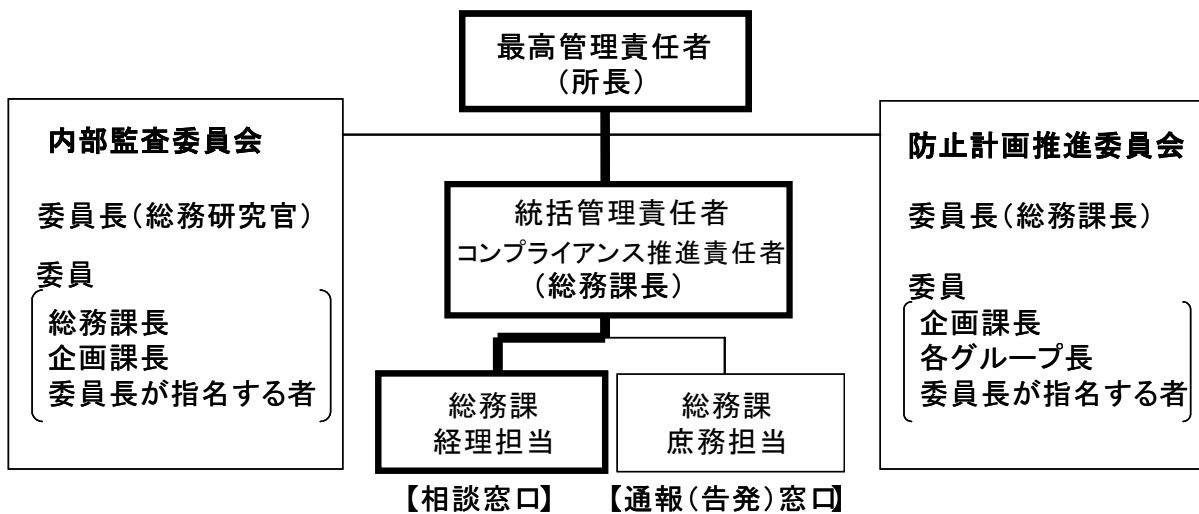 最高管理責任者
（所長）
内部監査委員会
委員長（総務研究官）
委員
総務課長
企画課長
委員長が指名する者
統括管理責任者
コンプライアンス推進責任者
（総務課長）
防止計画推進委員会
委員長（総務課長）
委員
企画課長
各グループ長
委員長が指名する者
総務課
経理担当
【相談窓口】
総務課
庶務担当
【通報（告発）窓口】